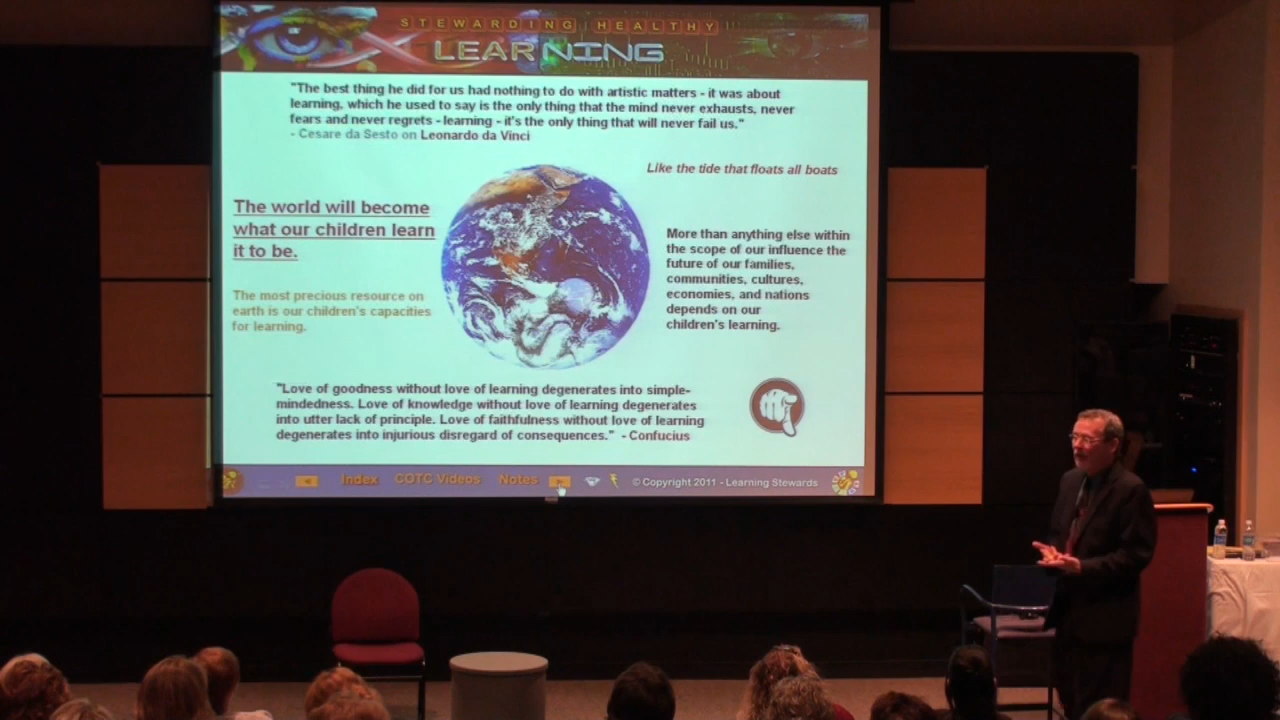 STEWARDING HEALTHY
LEARNING
"The best thing he did for us had nothing to do with artistic matters - it was about
learning, which he used to say is the only thing that the mind never exhausts, never
fears and never regrets - learning - it's the only thing that will never fail us."
- Cesare da Sesto on Leonardo da Vinci
Like the tide that floats all boats
The world will become
what our children learn
it to be.
The most precious resource on
earth is our children's capacities
for learning.
More than anything else within
the scope of our influence the
future of our families,
communities, cultures,
economies, and nations
depends on our
children's learning.
"Love of goodness without love of learning degenerates into simple-
mindedness. Love of knowledge without love of learning degenerates
into utter lack of principle. Love of faithfulness without love of learning
degenerates into injurious disregard of consequences." - Confucius
Index COTC Videos Notes © Copyright 2011 - Learning Stewards